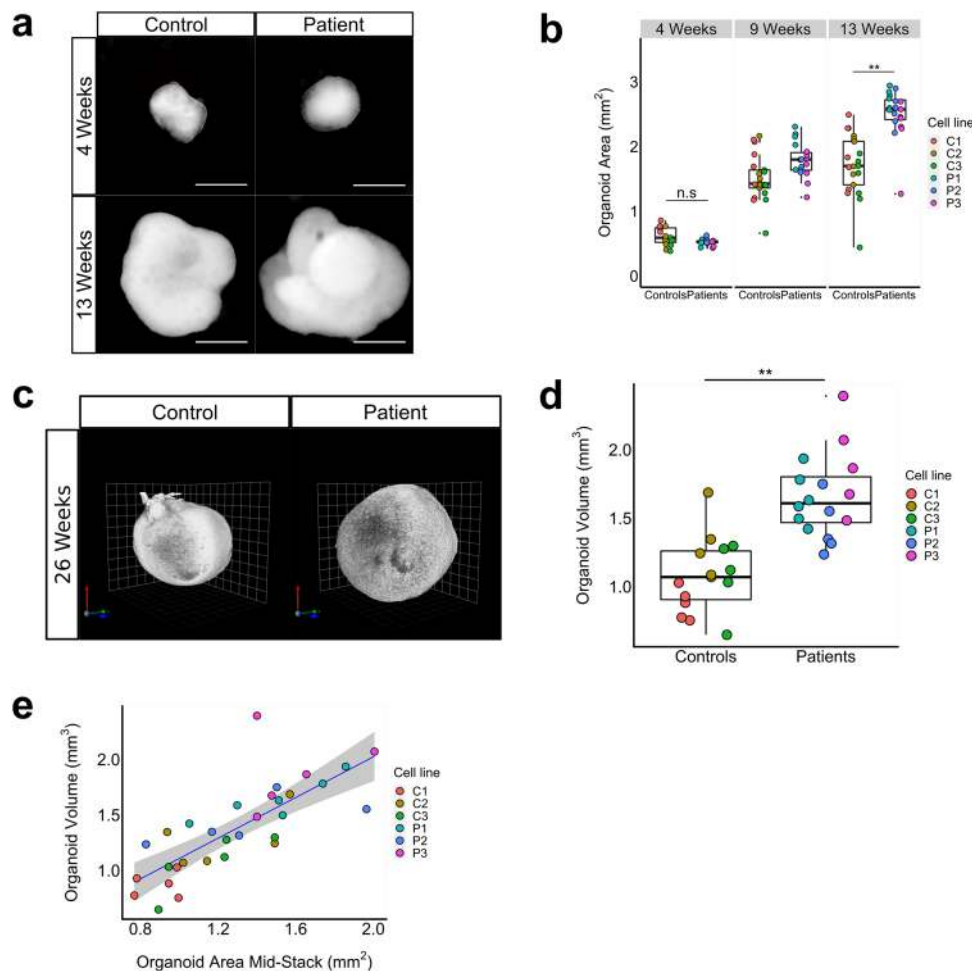 a
Control
Patient
4 Weeks
13 Weeks
b
4 Weeks
9 Weeks
13 Weeks
Organoid Area (mm²)
3
2
1
0
n.s
**
ControlsPatients
ControlsPatients
ControlsPatients
Cell line
C1
C2
C3
P1
P2
P3
c
Control
Patient
26 Weeks
d
**
Organoid Volume (mm³)
2.0
1.5
1.0
Controls
Patients
Cell line
C1
C2
C3
P1
P2
P3
e
Organoid Volume (mm³)
2.0
1.5
1.0
0.8
1.2
1.6
2.0
Organoid Area Mid-Stack (mm²)
Cell line
C1
C2
C3
P1
P2
P3